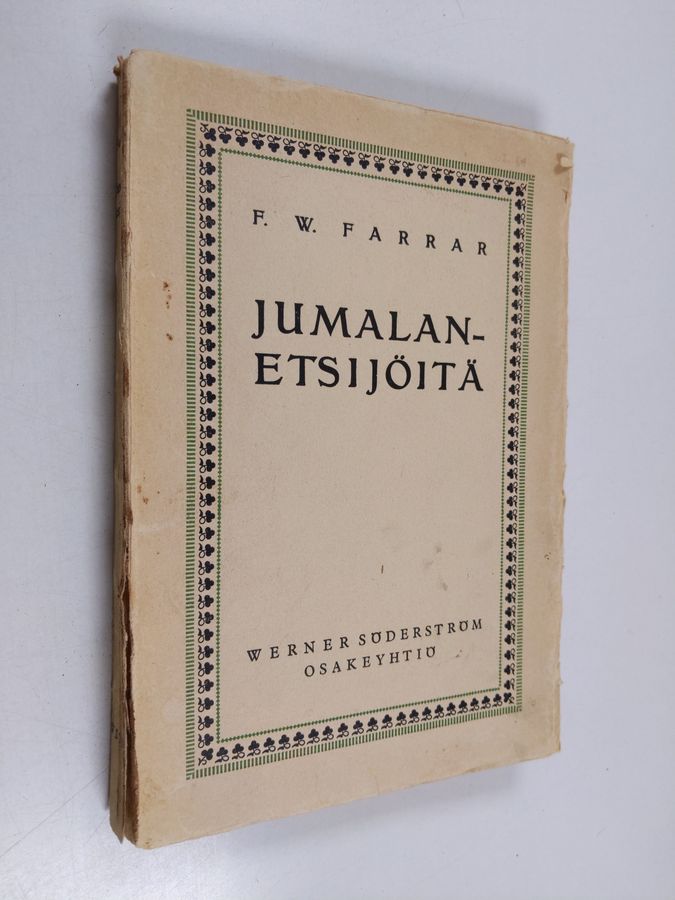 F. W. FARRAR
JUMALAN-
ETSIJÖITÄ
WERNER SÖDERSTRÖM
OSAKEYHTIÖ